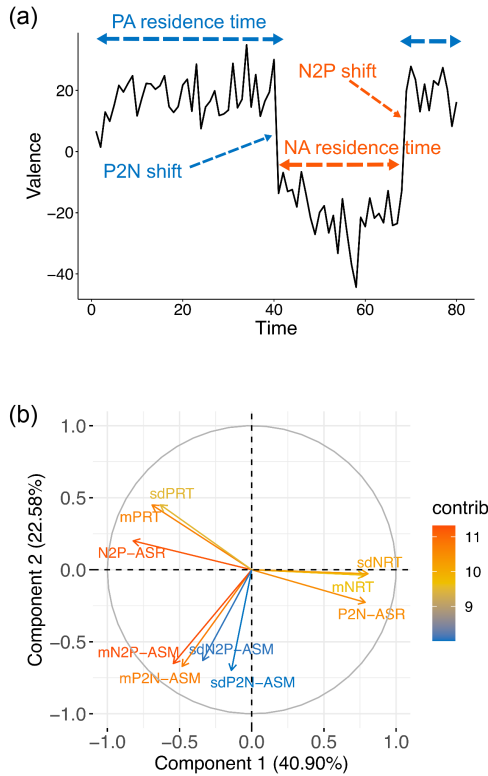 (a)
PA residence time
N2P shift
NA residence time
P2N shift
Valence
20
0
−20
−40
0
20
40
60
80
Time
(b)
1.0
0.5
0.0
−0.5
−1.0
Component 2 (22.58%)
sdPRT
mPRT
N2P−ASR
sdNRT
mNRT
P2N−ASR
mN2P−ASM
sdN2P−ASM
mP2N−ASM
sdP2N−ASM
−1.0
−0.5
0.0
0.5
1.0
Component 1 (40.90%)
contrib
11
10
9